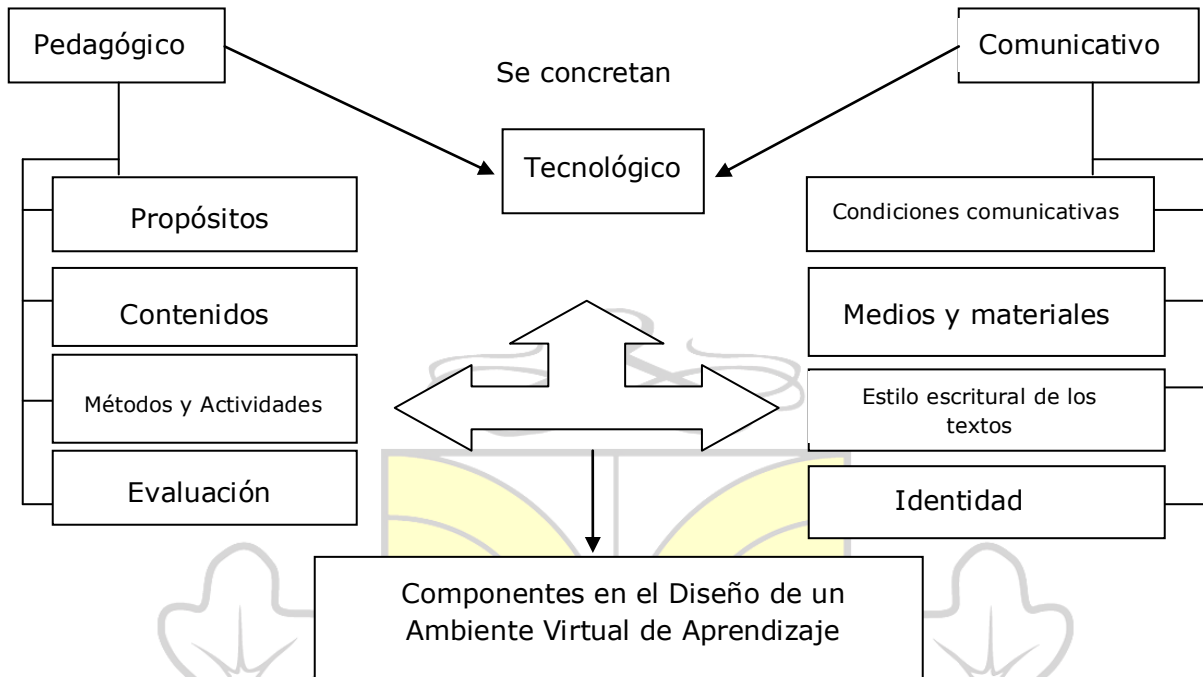 Pedagógico
Comunicativo
Se concretan
Tecnológico
Propósitos
Contenidos
Métodos y Actividades
Evaluación
Condiciones comunicativas
Medios y materiales
Estilo escritural de los
textos
Identidad
Componentes en el Diseño de un
Ambiente Virtual de Aprendizaje